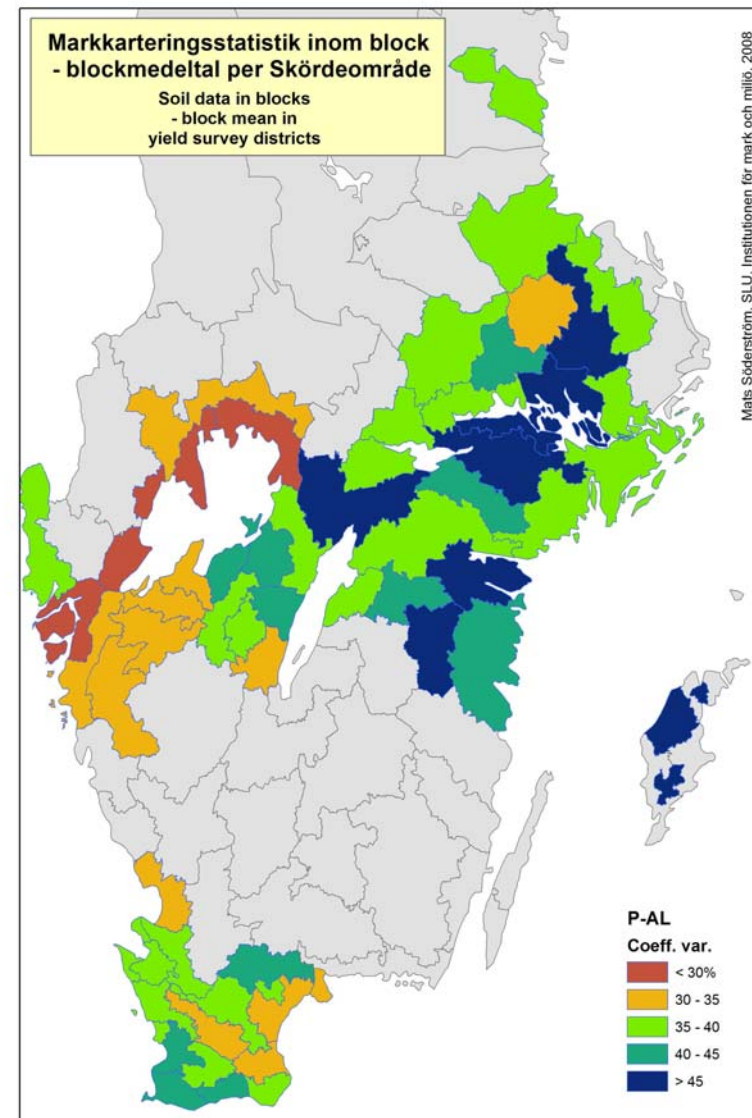 Markkarteringsstatistik inom block
- blockmedeltal per Skördeområde
Soil data in blocks
- block mean in
yield survey districts
Mats Söderström, SLU, Institutionen för mark och miljö, 2008
P-AL
Coeff. var.
< 30%
30 - 35
35 - 40
40 - 45
> 45